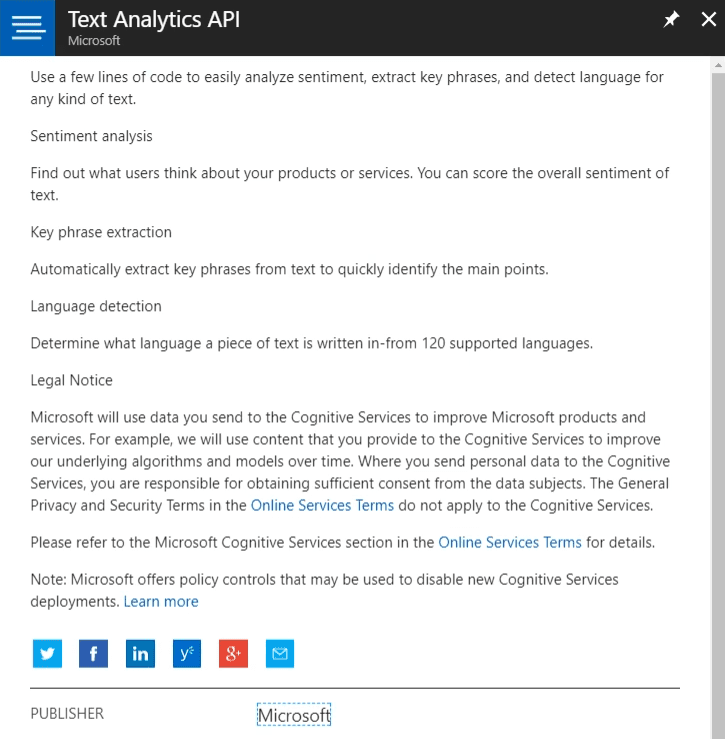 Text Analytics API
Microsoft
Use a few lines of code to easily analyze sentiment, extract key phrases, and detect language for
any kind of text.
Sentiment analysis
Find out what users think about your products or services. You can score the overall sentiment of
text.
Key phrase extraction
Automatically extract key phrases from text to quickly identify the main points.
Language detection
Determine what language a piece of text is written in-from 120 supported languages.
Legal Notice
Microsoft will use data you send to the Cognitive Services to improve Microsoft products and
services. For example, we will use content that you provide to the Cognitive Services to improve
our underlying algorithms and models over time. Where you send personal data to the Cognitive
Services, you are responsible for obtaining sufficient consent from the data subjects. The General
Privacy and Security Terms in the Online Services Terms do not apply to the Cognitive Services.
Please refer to the Microsoft Cognitive Services section in the Online Services Terms for details.
Note: Microsoft offers policy controls that may be used to disable new Cognitive Services
deployments. Learn more
f in y 8+
PUBLISHER Microsoft